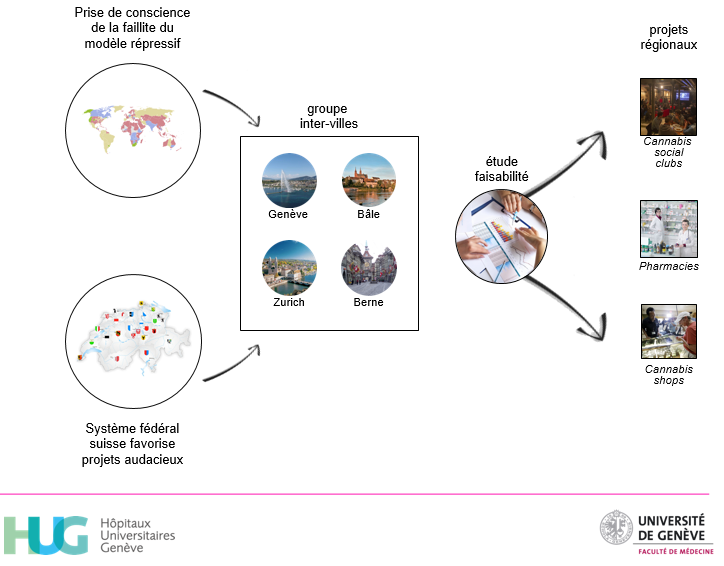 Prise de conscience
de la faillite du
modèle répressif
groupe
inter-villes
Genève
Bâle
Zurich
Berne
Système fédéral
suisse favorise
projets audacieux
étude
faisabilité
projets
régionaux
Cannabis
social
clubs
Pharmacies
Cannabis
shops
HUG
Hôpitaux
Universitaires
Genève
UNIVERSITÉ
DE GENÈVE
FACULTÉ DE MÉDECINE